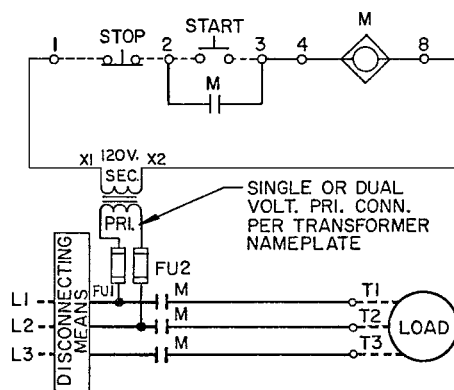 STOP
START
M
1
2
3
4
8
M
X1
120V.
SEC.
X2
PRI.
SINGLE OR DUAL
VOLT. PRI. CONN.
PER TRANSFORMER
NAMEPLATE
FU1
FU2
DISCONNECTING
MEANS
L1
M
T1
L2
M
T2
LOAD
L3
M
T3